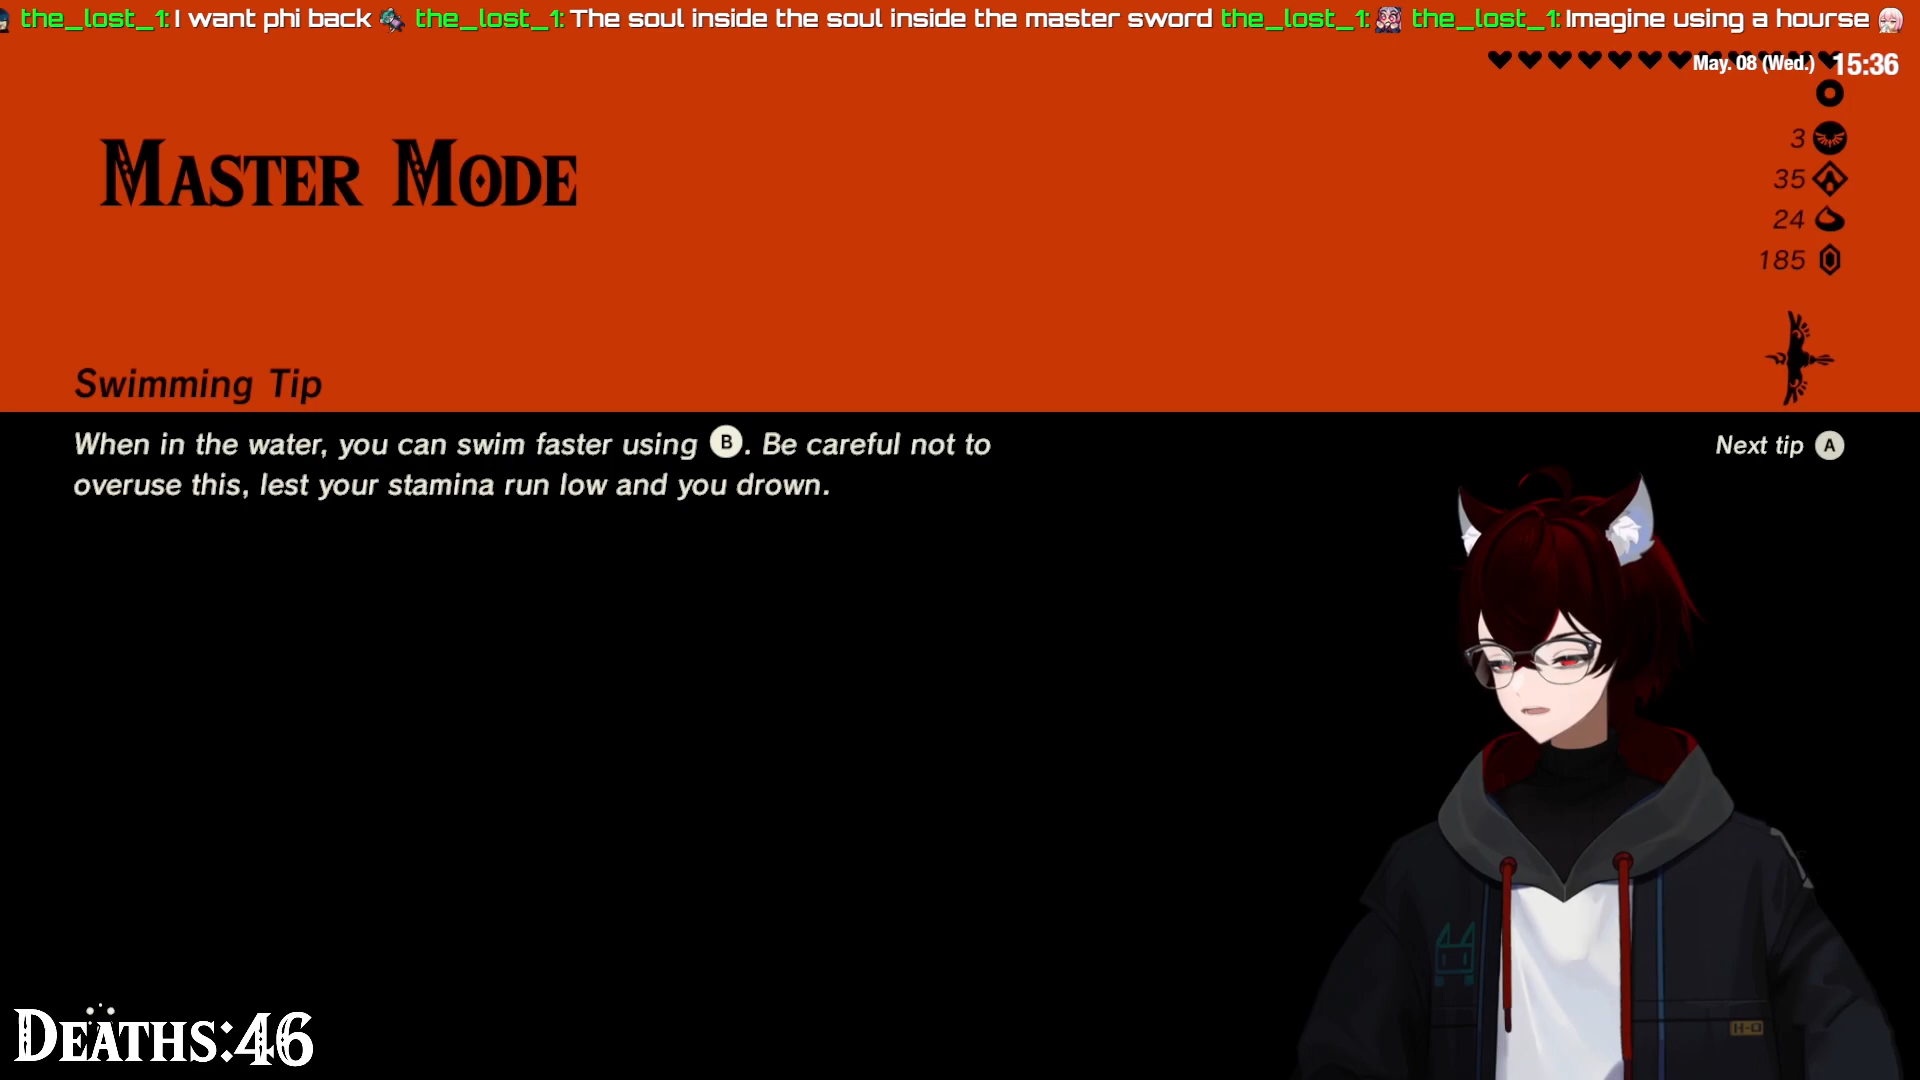 the_lost_1: I want phi back the_lost_1: The soul inside the soul inside the master sword the_lost_1: the_lost_1: Imagine using a hourse
May. 08 (Wed.) 15:36
MASTER MODE
3
35
24
185
Swimming Tip
When in the water, you can swim faster using B. Be careful not to
overuse this, lest your stamina run low and you drown.
Next tip A
H-O
DEATHS:46